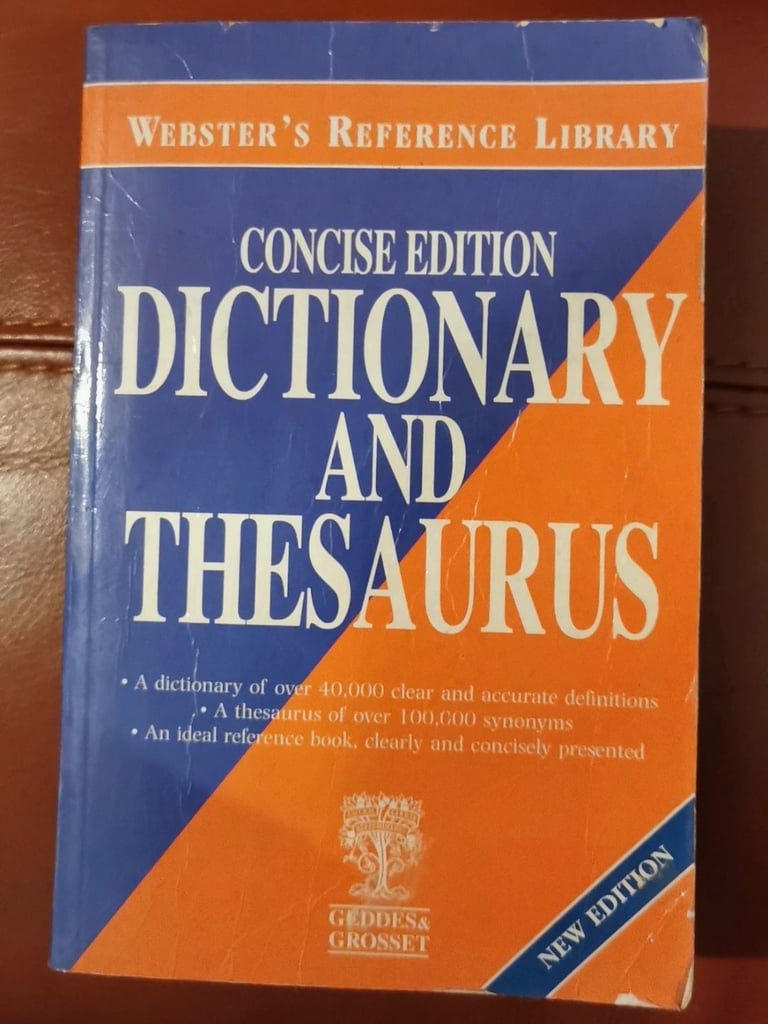 WEBSTER'S REFERENCE LIBRARY
CONCISE EDITION
DICTIONARY
AND
THESAURUS
• A dictionary of over 40,000 clear and accurate definitions
• A thesaurus of over 100,000 synonyms
• An ideal reference book, clearly and concisely presented
GEDDES&
GROSSET
NEW EDITION